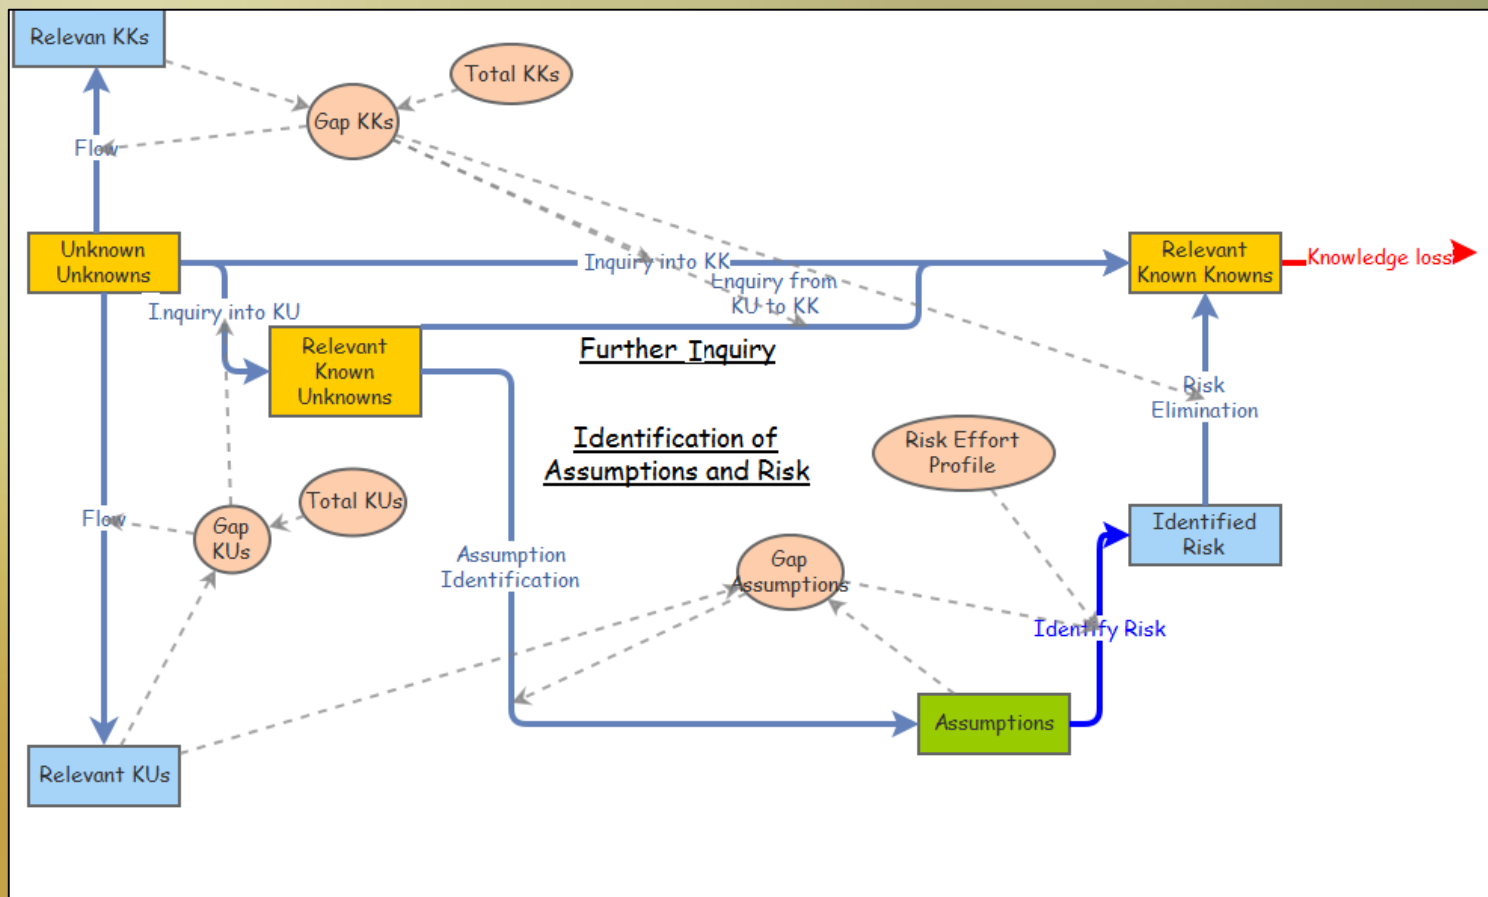 Relevan KKs
Total KKs
Gap KKs
Flow
Unknown
Unknowns
Inquiry into KK
Relevant
Known Knowns
Knowledge loss
Enquiry from
KU to KK
Inquiry into KU
Relevant
Known
Unknowns
Further Inquiry
Risk
Elimination
Identification of
Assumptions and Risk
Risk Effort
Profile
Total KUs
Flow
Gap
KUs
Identified
Risk
Assumption
Identification
Gap
Assumptions
Identify Risk
Assumptions
Relevant KUs